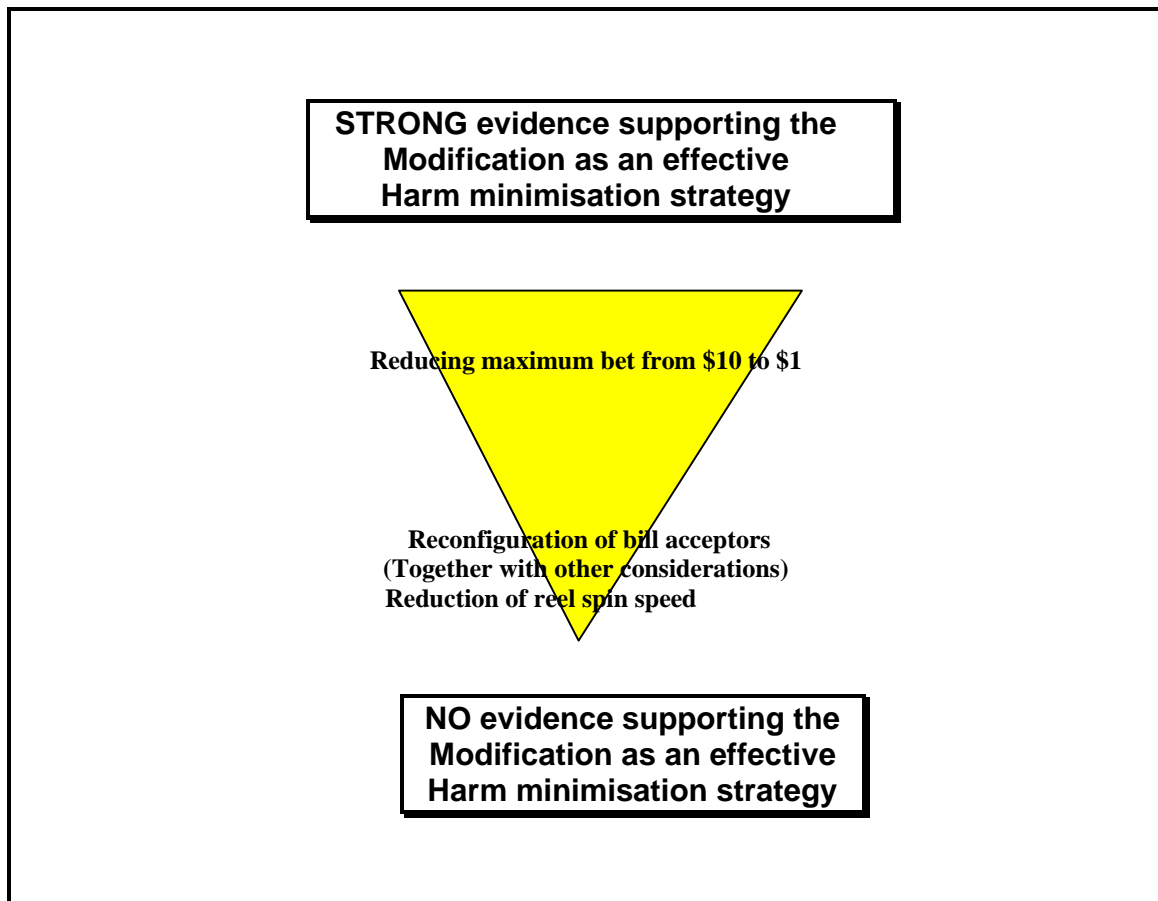 STRONG evidence supporting the
Modification as an effective
Harm minimisation strategy
Reducing maximum bet from $10 to $1
Reconfiguration of bill acceptors
(Together with other considerations)
Reduction of reel spin speed
NO evidence supporting the
Modification as an effective
Harm minimisation strategy